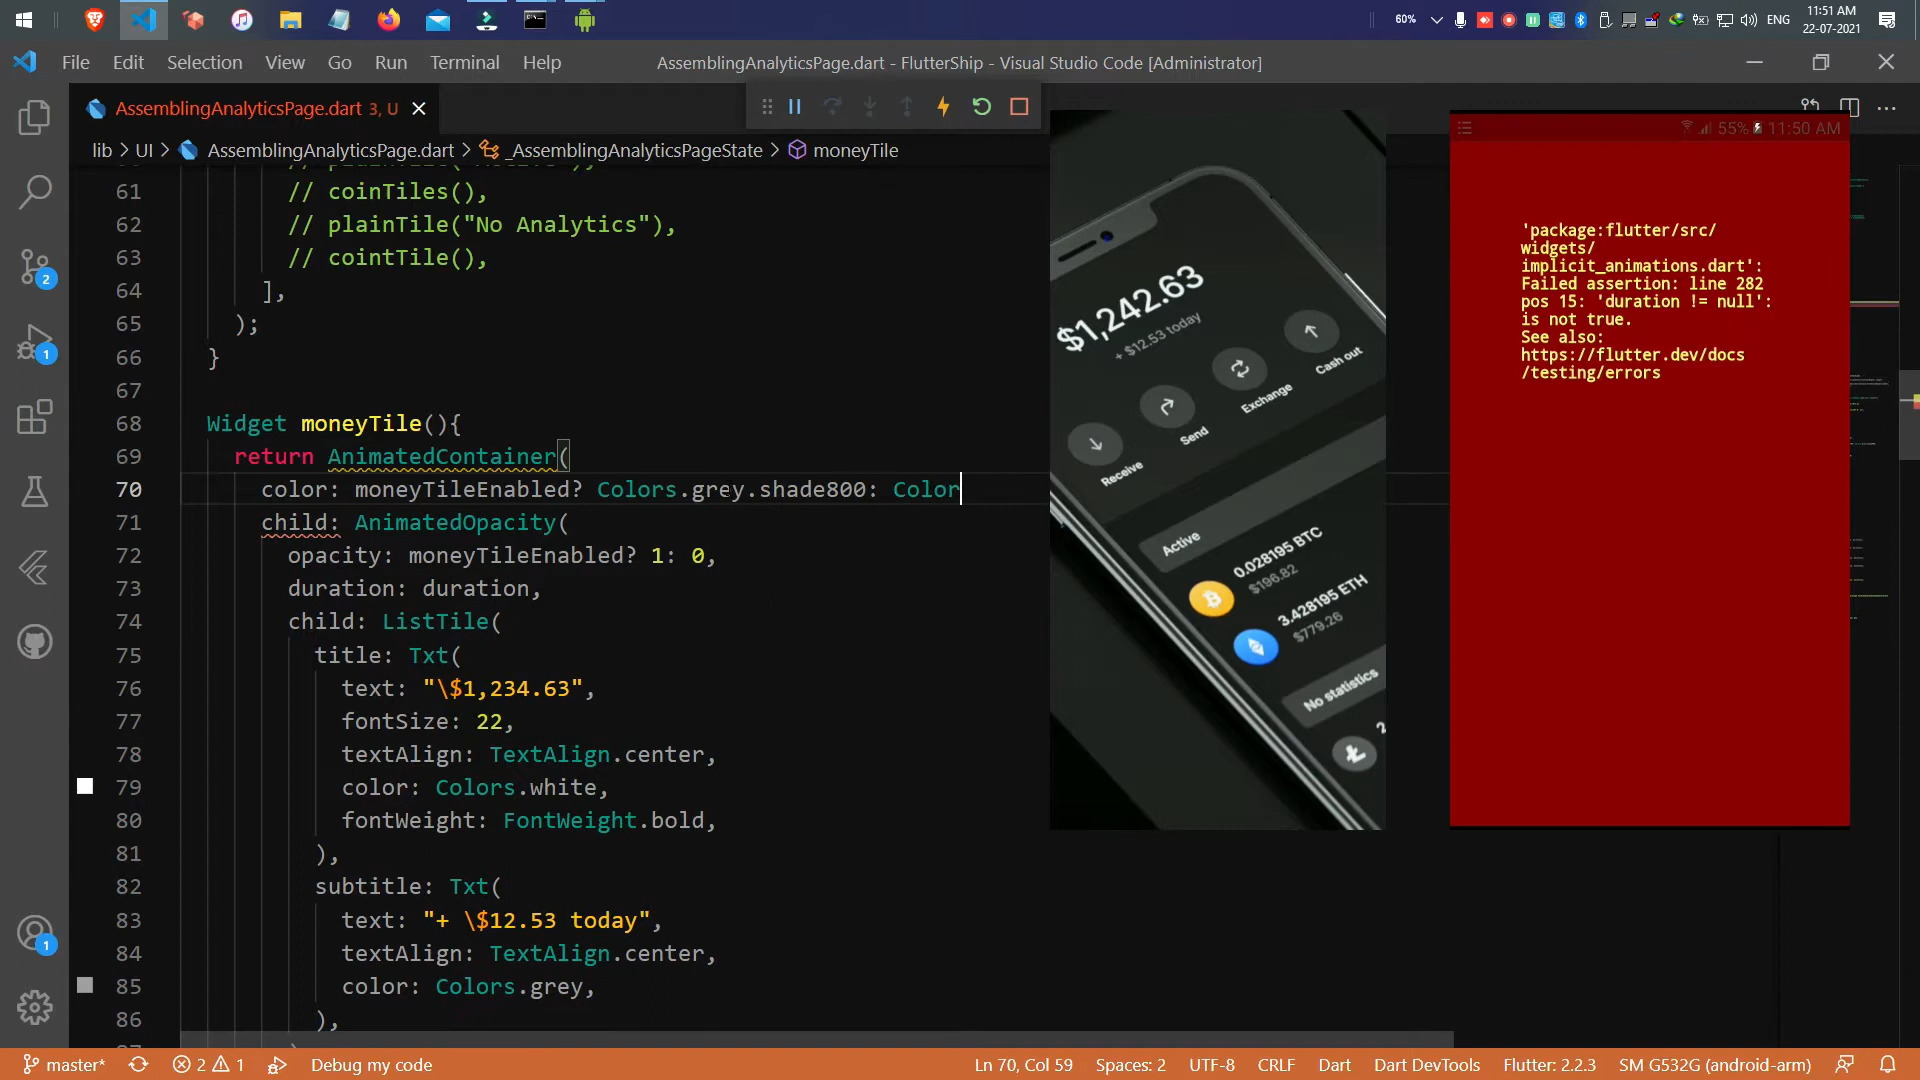 60%
ENG
11:51 AM
22-07-2021
File Edit Selection View Go Run Terminal Help
AssemblingAnalyticsPage.dart - FlutterShip - Visual Studio Code [Administrator]
AssemblingAnalyticsPage.dart 3, U
lib > UI > AssemblingAnalyticsPage.dart > _AssemblingAnalyticsPageState > moneyTile
61 // coinTiles(),
62 // plainTile("No Analytics"),
63 // cointTile(),
64 ],
65 );
66 }
67
68 Widget moneyTile(){
69 return AnimatedContainer(
70 color: moneyTileEnabled? Colors.grey.shade800: Color
71 child: AnimatedOpacity(
72 opacity: moneyTileEnabled? 1: 0,
73 duration: duration,
74 child: ListTile(
75 title: Txt(
76 text: "\$1,234.63",
77 fontSize: 22,
78 textAlign: TextAlign.center,
79 color: Colors.white,
80 fontWeight: FontWeight.bold,
81 ),
82 subtitle: Txt(
83 text: "+ \$12.53 today",
84 textAlign: TextAlign.center,
85 color: Colors.grey,
86 ),
2
1
1
$1,242.63
+ $12.53 today
Receive
Send
Exchange
Cash out
Active
0.028195 BTC
$196.82
3.428195 ETH
$779.26
No statistics
55% 11:50 AM
'package:flutter/src/
widgets/
implicit_animations.dart':
Failed assertion: line 282
pos 15: 'duration != null':
is not true.
See also:
https://flutter.dev/docs
/testing/errors
master* 2 1 Debug my code
Ln 70, Col 59 Spaces: 2 UTF-8 CRLF Dart Dart DevTools Flutter: 2.2.3 SM G532G (android-arm)